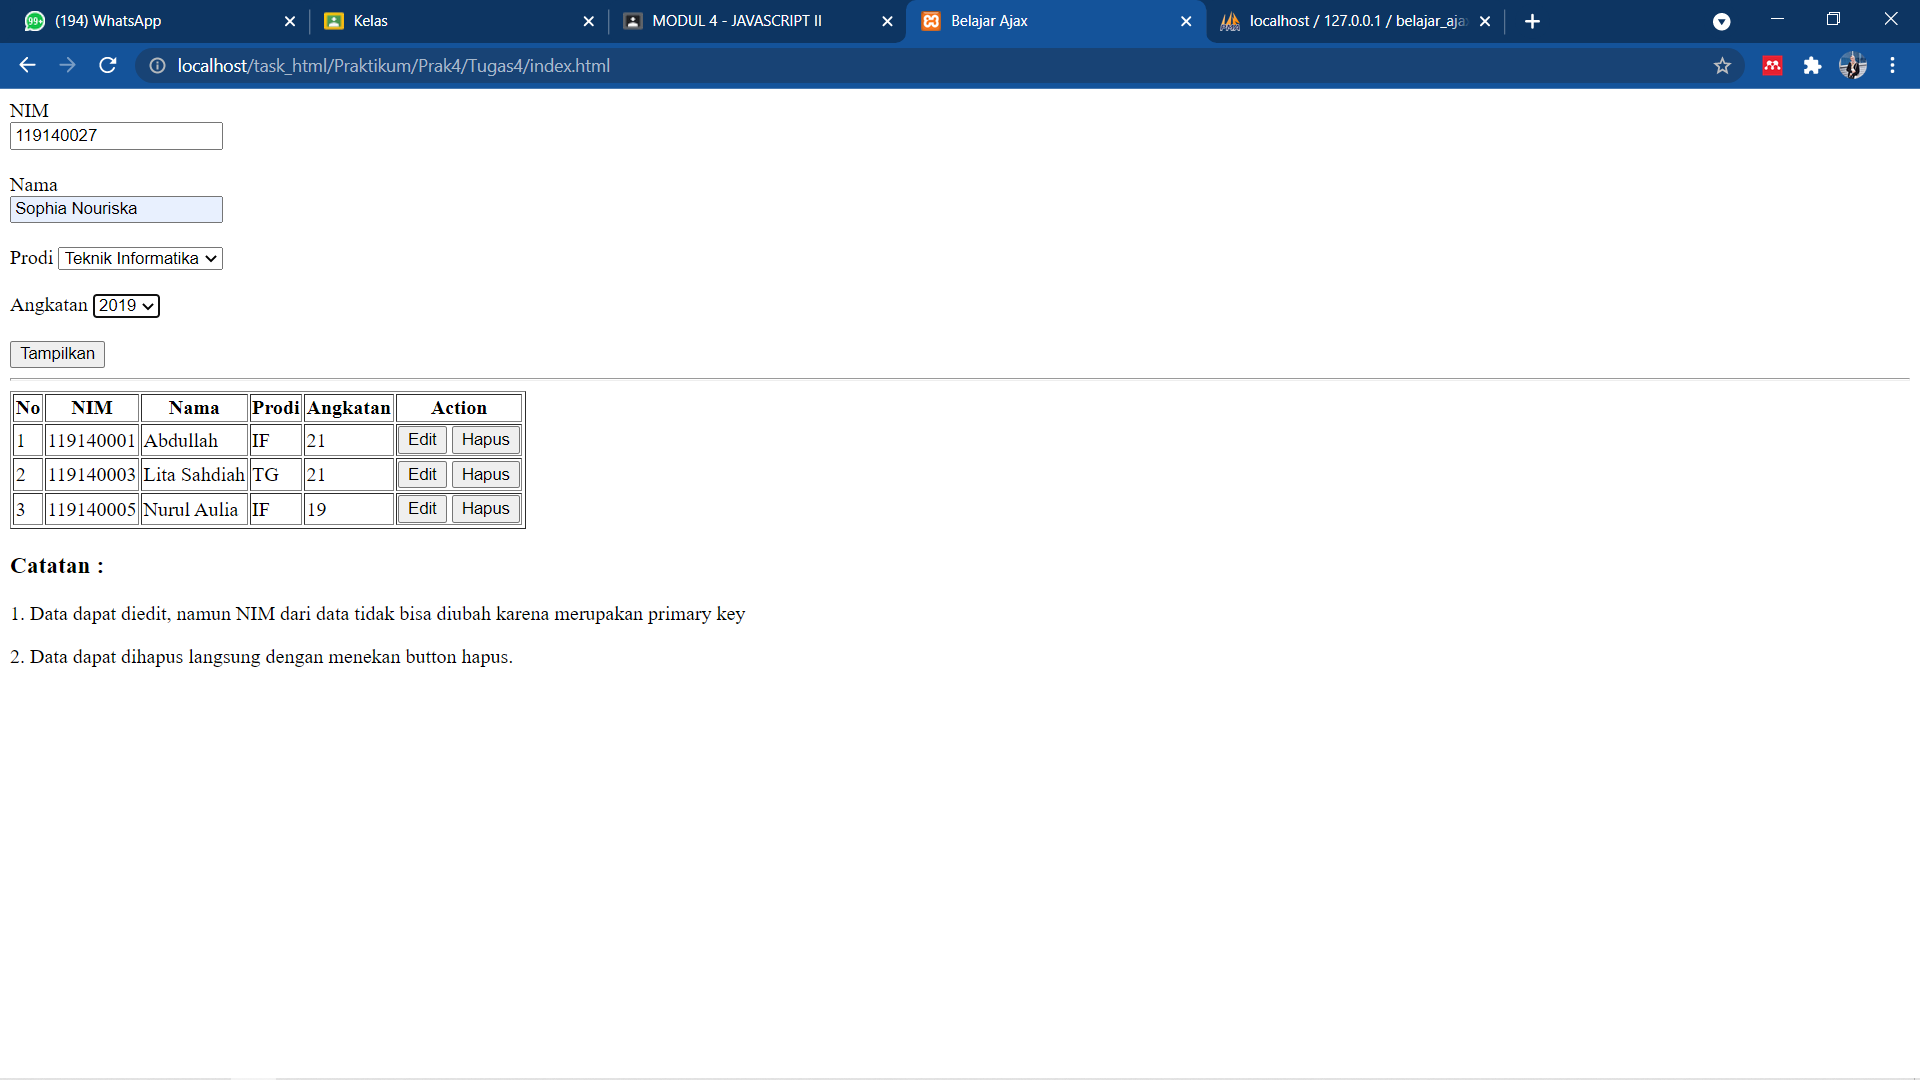 99+ (194) WhatsApp Kelas MODUL 4 - JAVASCRIPT II Belajar Ajax localhost / 127.0.0.1 / belajar_aja
localhost/task_html/Praktikum/Prak4/Tugas4/index.html
NIM
119140027
Nama
Sophia Nouriska
Prodi Teknik Informatika
Angkatan 2019
Tampilkan
No NIM Nama Prodi Angkatan Action
1 119140001 Abdullah IF 21 Edit Hapus
2 119140003 Lita Sahdiah TG 21 Edit Hapus
3 119140005 Nurul Aulia IF 19 Edit Hapus
Catatan :
1. Data dapat diedit, namun NIM dari data tidak bisa diubah karena merupakan primary key
2. Data dapat dihapus langsung dengan menekan button hapus.